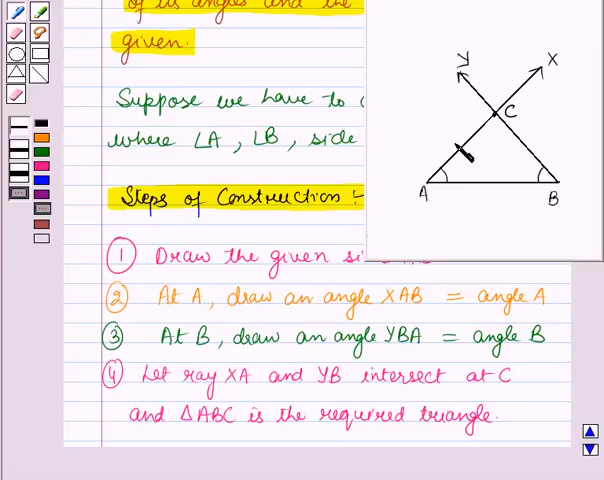 of its angles and the
given.
Suppose we have to
where ∠A, ∠B, side
Steps of Construction :-
① Draw the given si
② At A, draw an angle XAB = angle A
③ At B, draw an angle YBA = angle B
④ Let ray XA and YB intersect at C
and △ABC is the required triangle.
Y
X
C
A
B